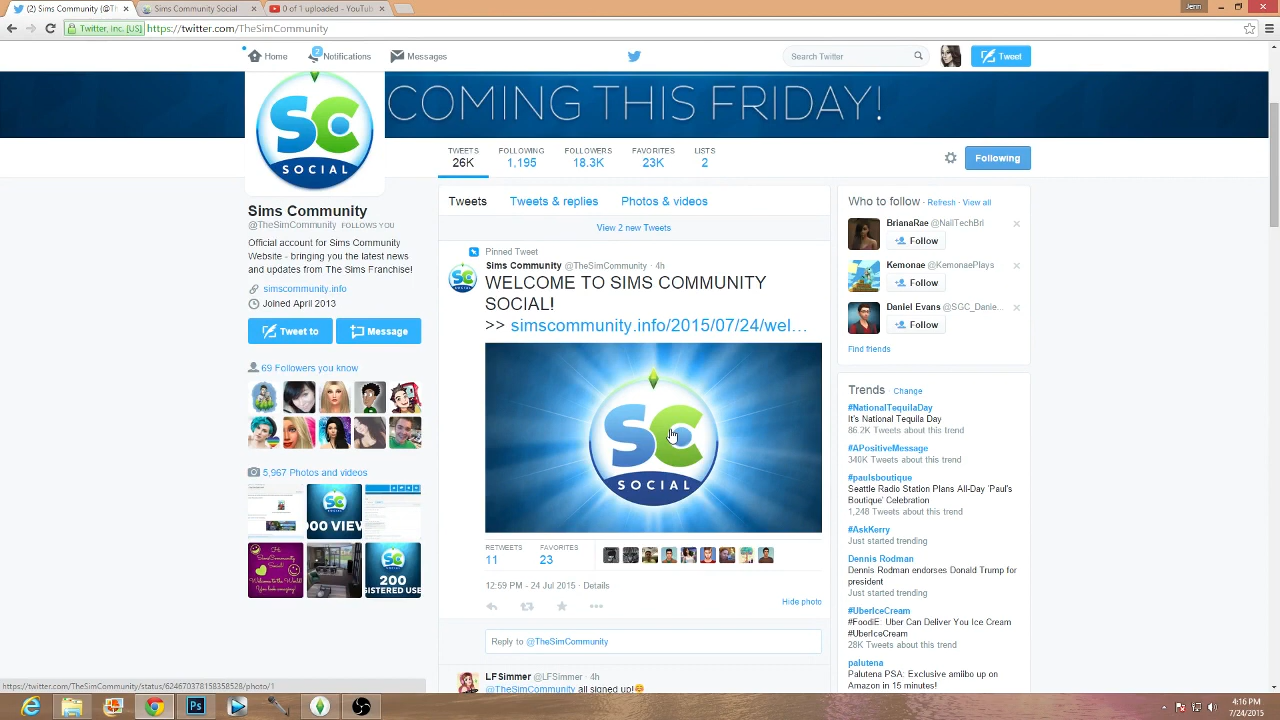 (2) Sims Community (@Th
Sims Community Social
0 of 1 uploaded - YouTub
Jenn
Twitter, Inc. [US]
https://twitter.com/TheSimCommunity
Home
2
Notifications
Messages
Search Twitter
Tweet
COMING THIS FRIDAY!
SC
SOCIAL
TWEETS
26K
FOLLOWING
1,195
FOLLOWERS
18.3K
FAVORITES
23K
LISTS
2
Following
Sims Community
@TheSimCommunity FOLLOWS YOU
Official account for Sims Community
Website - bringing you the latest news
and updates from The Sims Franchise!
simscommunity.info
Joined April 2013
Tweet to
Message
69 Followers you know
5,967 Photos and videos
000 VIEW
200
ISTERED USE
Tweets
Tweets & replies
Photos & videos
View 2 new Tweets
Pinned Tweet
Sims Community @TheSimCommunity · 4h
WELCOME TO SIMS COMMUNITY
SOCIAL!
>> simscommunity.info/2015/07/24/wel…
SC
SOCIAL
RETWEETS
11
FAVORITES
23
12:59 PM - 24 Jul 2015 · Details
Hide photo
Reply to @TheSimCommunity
LFSimmer @LFSimmer · 4h
@TheSimCommunity all signed up!
Who to follow · Refresh · View all
BrianaRae @NailTechBri
Follow
Kemonae @KemonaePlays
Follow
Daniel Evans @SGC_Danie...
Follow
Find friends
Trends · Change
#NationalTequilaDay
It's National Tequila Day
86.2K Tweets about this trend
#APositiveMessage
340K Tweets about this trend
#paulsboutique
Seattle Radio Station Plans All-Day 'Paul's
Boutique' Celebration
1,248 Tweets about this trend
#AskKerry
Just started trending
Dennis Rodman
Dennis Rodman endorses Donald Trump for
president
Just started trending
#UberIceCream
#FoodiE: Uber Can Deliver You Ice Cream
#UberIceCream
28K Tweets about this trend
palutena
Palutena PSA: Exclusive amiibo up on
Amazon in 15 minutes!
https://twitter.com/TheSimCommunity/status/624670378158358528/photo/1
Ps
4:16 PM
7/24/2015